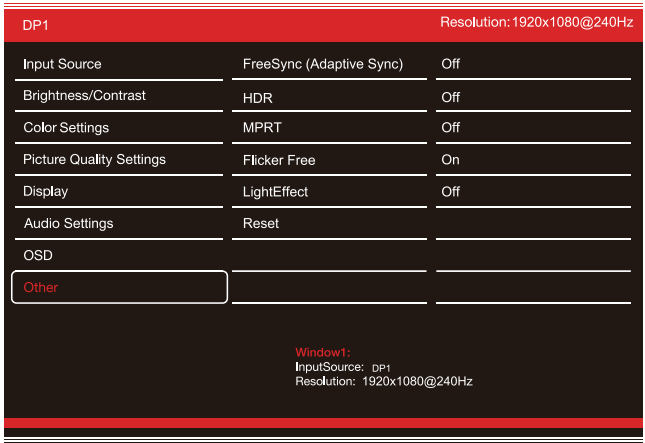 DP1 Resolution:1920x1080@240Hz
Input Source FreeSync (Adaptive Sync) Off
Brightness/Contrast HDR Off
Color Settings MPRT Off
Picture Quality Settings Flicker Free On
Display LightEffect Off
Audio Settings Reset
OSD
Other
Window1:
InputSource: DP1
Resolution: 1920x1080@240Hz